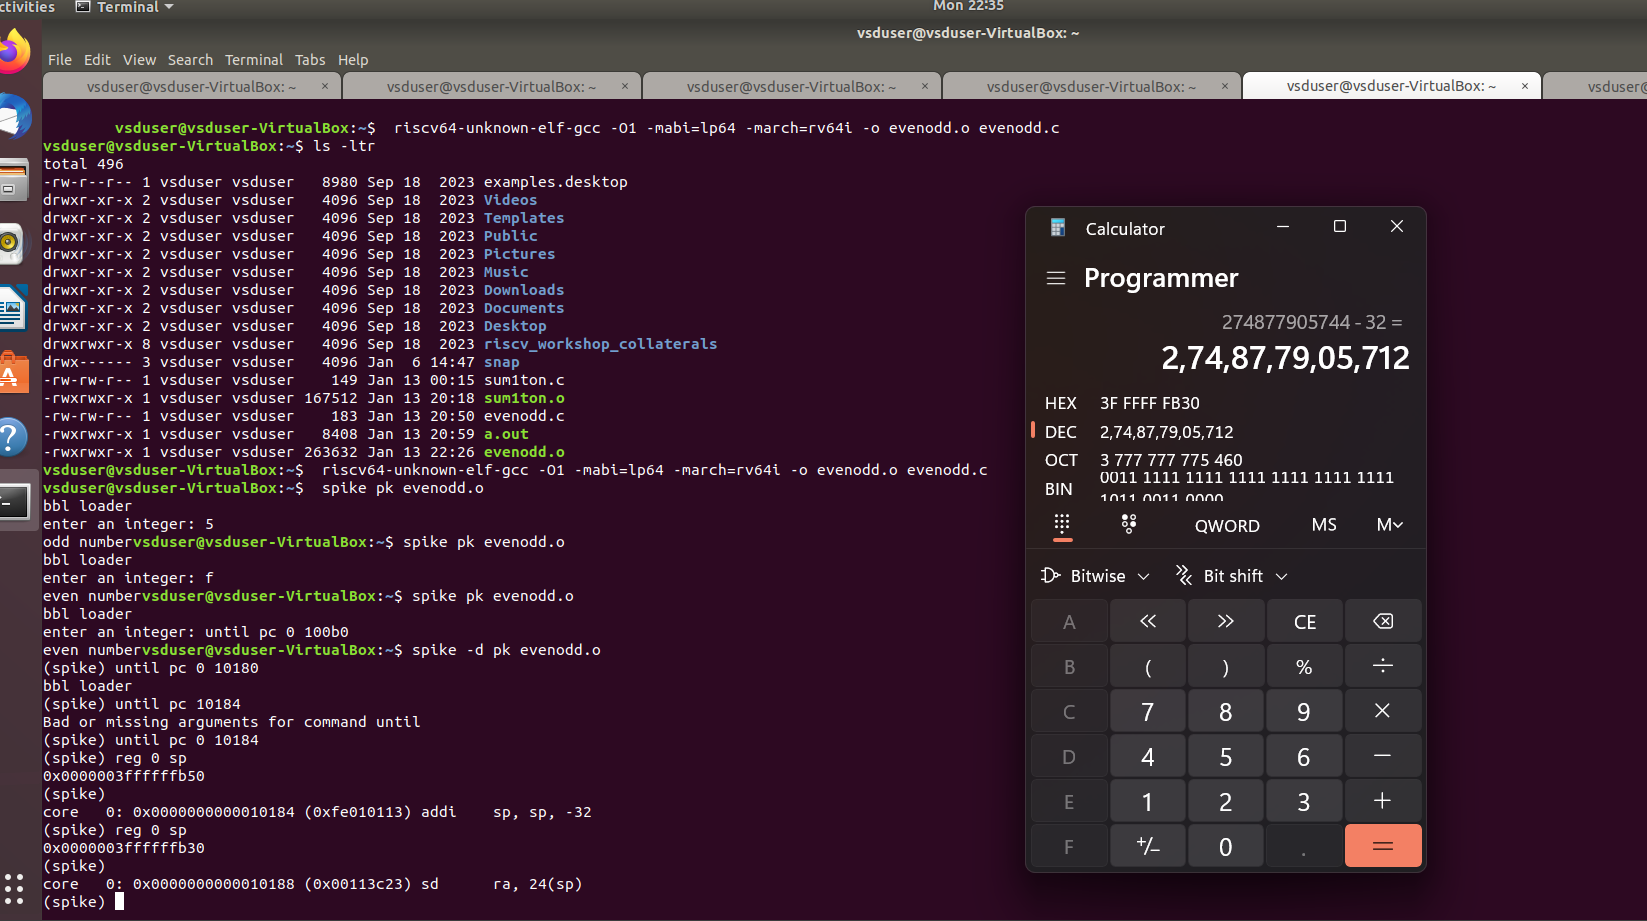 ctivities
Terminal
Mon 22:35
vsduser@vsduser-VirtualBox: ~
File Edit View Search Terminal Tabs Help
vsduser@vsduser-VirtualBox: ~ × vsduser@vsduser-VirtualBox: ~ × vsduser@vsduser-VirtualBox: ~ × vsduser@vsduser-VirtualBox: ~ × vsduser@vsduser-VirtualBox: ~ × vsduser@
vsduser@vsduser-VirtualBox:~$ riscv64-unknown-elf-gcc -O1 -mabi=lp64 -march=rv64i -o evenodd.o evenodd.c
vsduser@vsduser-VirtualBox:~$ ls -ltr
total 496
-rw-r--r-- 1 vsduser vsduser 8980 Sep 18 2023 examples.desktop
drwxr-xr-x 2 vsduser vsduser 4096 Sep 18 2023 Videos
drwxr-xr-x 2 vsduser vsduser 4096 Sep 18 2023 Templates
drwxr-xr-x 2 vsduser vsduser 4096 Sep 18 2023 Public
drwxr-xr-x 2 vsduser vsduser 4096 Sep 18 2023 Pictures
drwxr-xr-x 2 vsduser vsduser 4096 Sep 18 2023 Music
drwxr-xr-x 2 vsduser vsduser 4096 Sep 18 2023 Downloads
drwxr-xr-x 2 vsduser vsduser 4096 Sep 18 2023 Documents
drwxr-xr-x 2 vsduser vsduser 4096 Sep 18 2023 Desktop
drwxrwxr-x 8 vsduser vsduser 4096 Sep 18 2023 riscv_workshop_collaterals
drwx------ 3 vsduser vsduser 4096 Jan 6 14:47 snap
-rw-rw-r-- 1 vsduser vsduser 149 Jan 13 00:15 sum1ton.c
-rwxrwxr-x 1 vsduser vsduser 167512 Jan 13 20:18 sum1ton.o
-rw-rw-r-- 1 vsduser vsduser 183 Jan 13 20:50 evenodd.c
-rwxrwxr-x 1 vsduser vsduser 8408 Jan 13 20:59 a.out
-rwxrwxr-x 1 vsduser vsduser 263632 Jan 13 22:26 evenodd.o
vsduser@vsduser-VirtualBox:~$ riscv64-unknown-elf-gcc -O1 -mabi=lp64 -march=rv64i -o evenodd.o evenodd.c
vsduser@vsduser-VirtualBox:~$ spike pk evenodd.o
bbl loader
enter an integer: 5
odd numbervsduser@vsduser-VirtualBox:~$ spike pk evenodd.o
bbl loader
enter an integer: f
even numbervsduser@vsduser-VirtualBox:~$ spike pk evenodd.o
bbl loader
enter an integer: until pc 0 100b0
even numbervsduser@vsduser-VirtualBox:~$ spike -d pk evenodd.o
(spike) until pc 0 10180
bbl loader
(spike) until pc 10184
Bad or missing arguments for command until
(spike) until pc 0 10184
(spike) reg 0 sp
0x0000003ffffffb50
(spike)
core 0: 0x0000000000010184 (0xfe010113) addi sp, sp, -32
(spike) reg 0 sp
0x0000003ffffffb30
(spike)
core 0: 0x0000000000010188 (0x00113c23) sd ra, 24(sp)
(spike)
Calculator
Programmer
274877905744 - 32 =
2,74,87,79,05,712
HEX 3F FFFF FB30
DEC 2,74,87,79,05,712
OCT 3 777 777 775 460
BIN 0011 1111 1111 1111 1111 1111 1111
1011 0011 0000
QWORD MS M
Bitwise Bit shift
A « » CE
B ( ) % ÷
C 7 8 9 ×
D 4 5 6 −
E 1 2 3 +
F +/− 0 . =